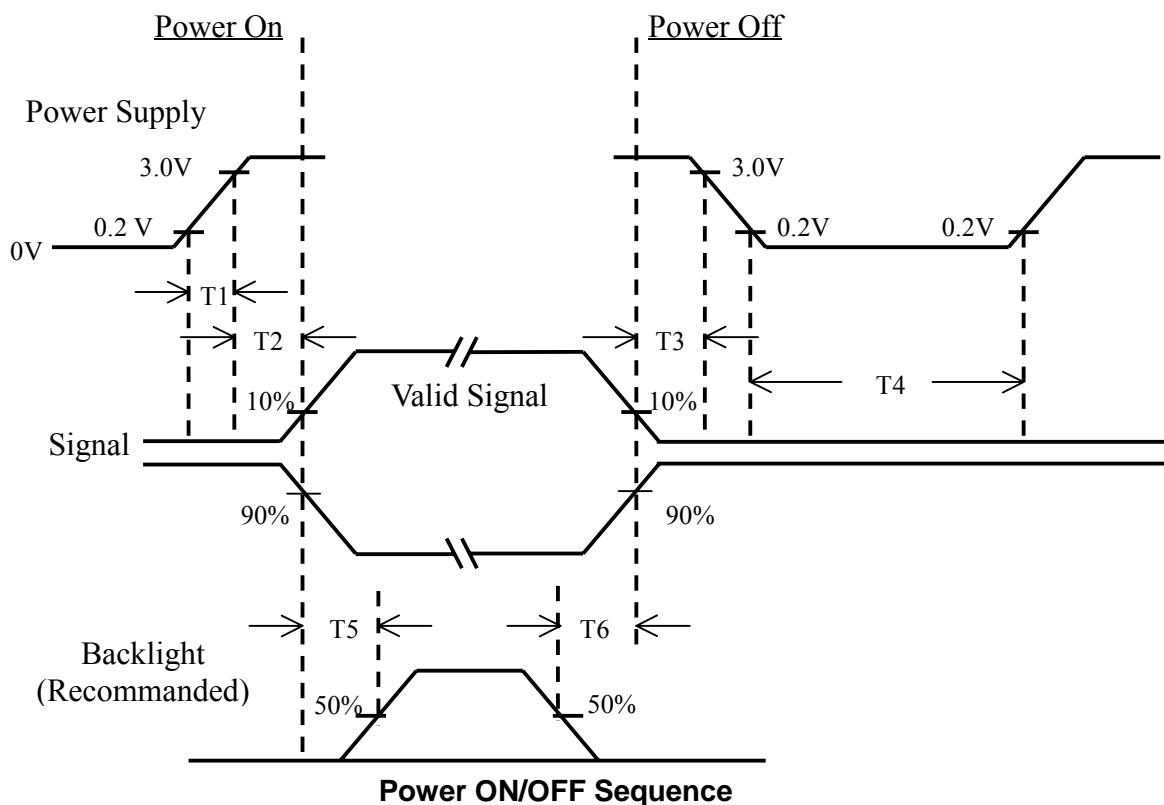 Power On
Power Off
Power Supply
3.0V
3.0V
0.2 V
0.2V
0.2V
0V
T1
T2
T3
T4
10%
Valid Signal
10%
Signal
90%
90%
T5
T6
Backlight
(Recommanded)
50%
50%
Power ON/OFF Sequence